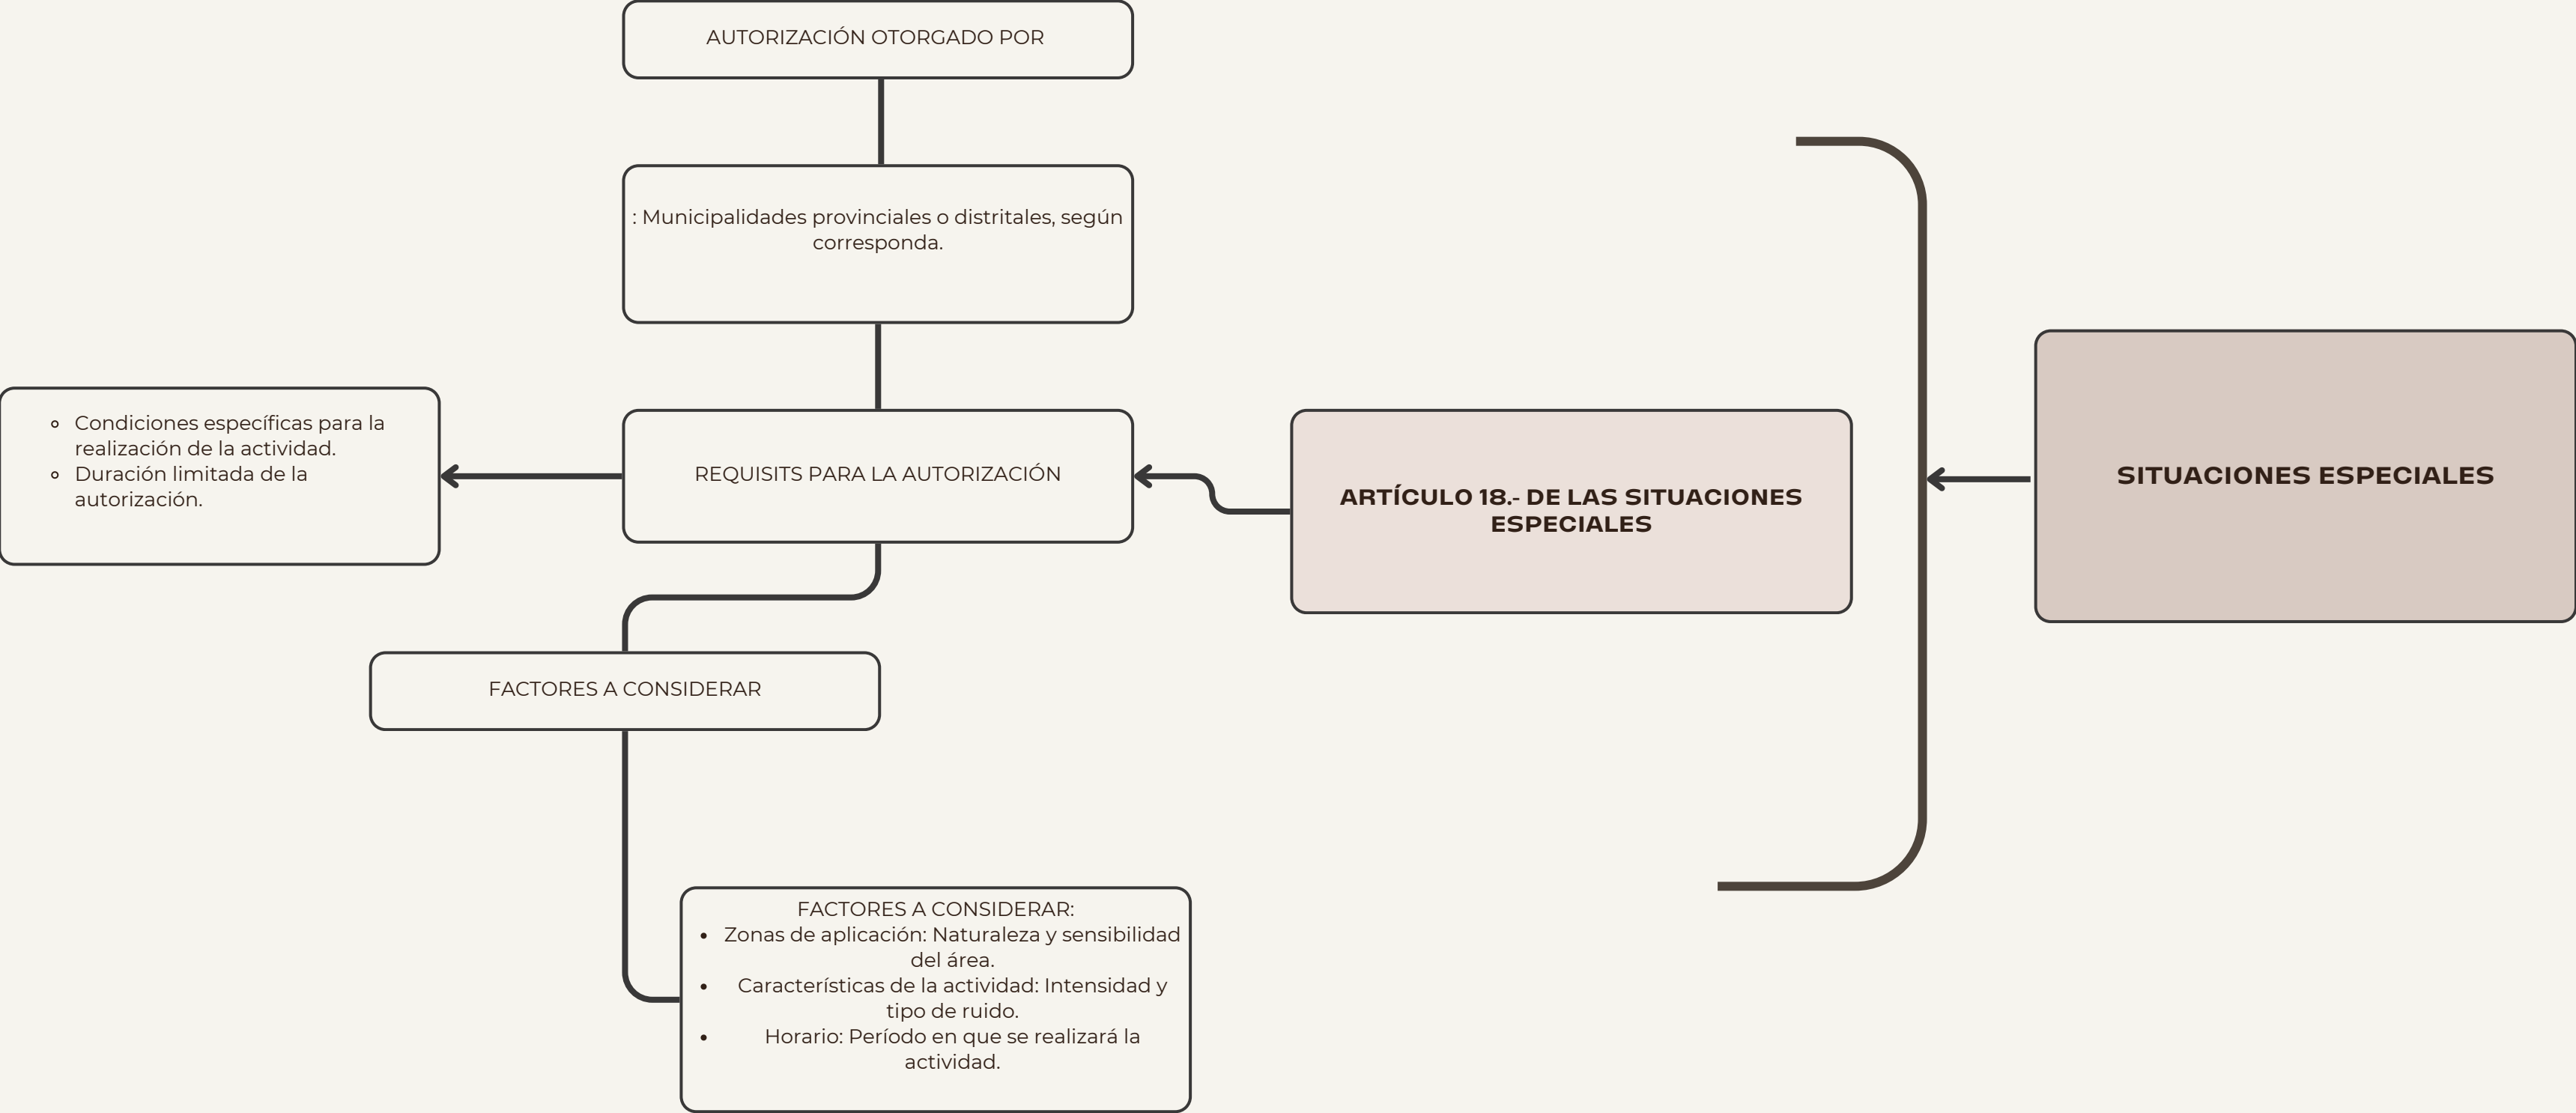 AUTORIZACIÓN OTORGADO POR
: Municipalidades provinciales o distritales, según
corresponda.
Condiciones específicas para la
realización de la actividad.
Duración limitada de la
autorización.
REQUISITS PARA LA AUTORIZACIÓN
ARTÍCULO 18.- DE LAS SITUACIONES
ESPECIALES
SITUACIONES ESPECIALES
FACTORES A CONSIDERAR
FACTORES A CONSIDERAR:
Zonas de aplicación: Naturaleza y sensibilidad
del área.
Características de la actividad: Intensidad y
tipo de ruido.
Horario: Período en que se realizará la
actividad.